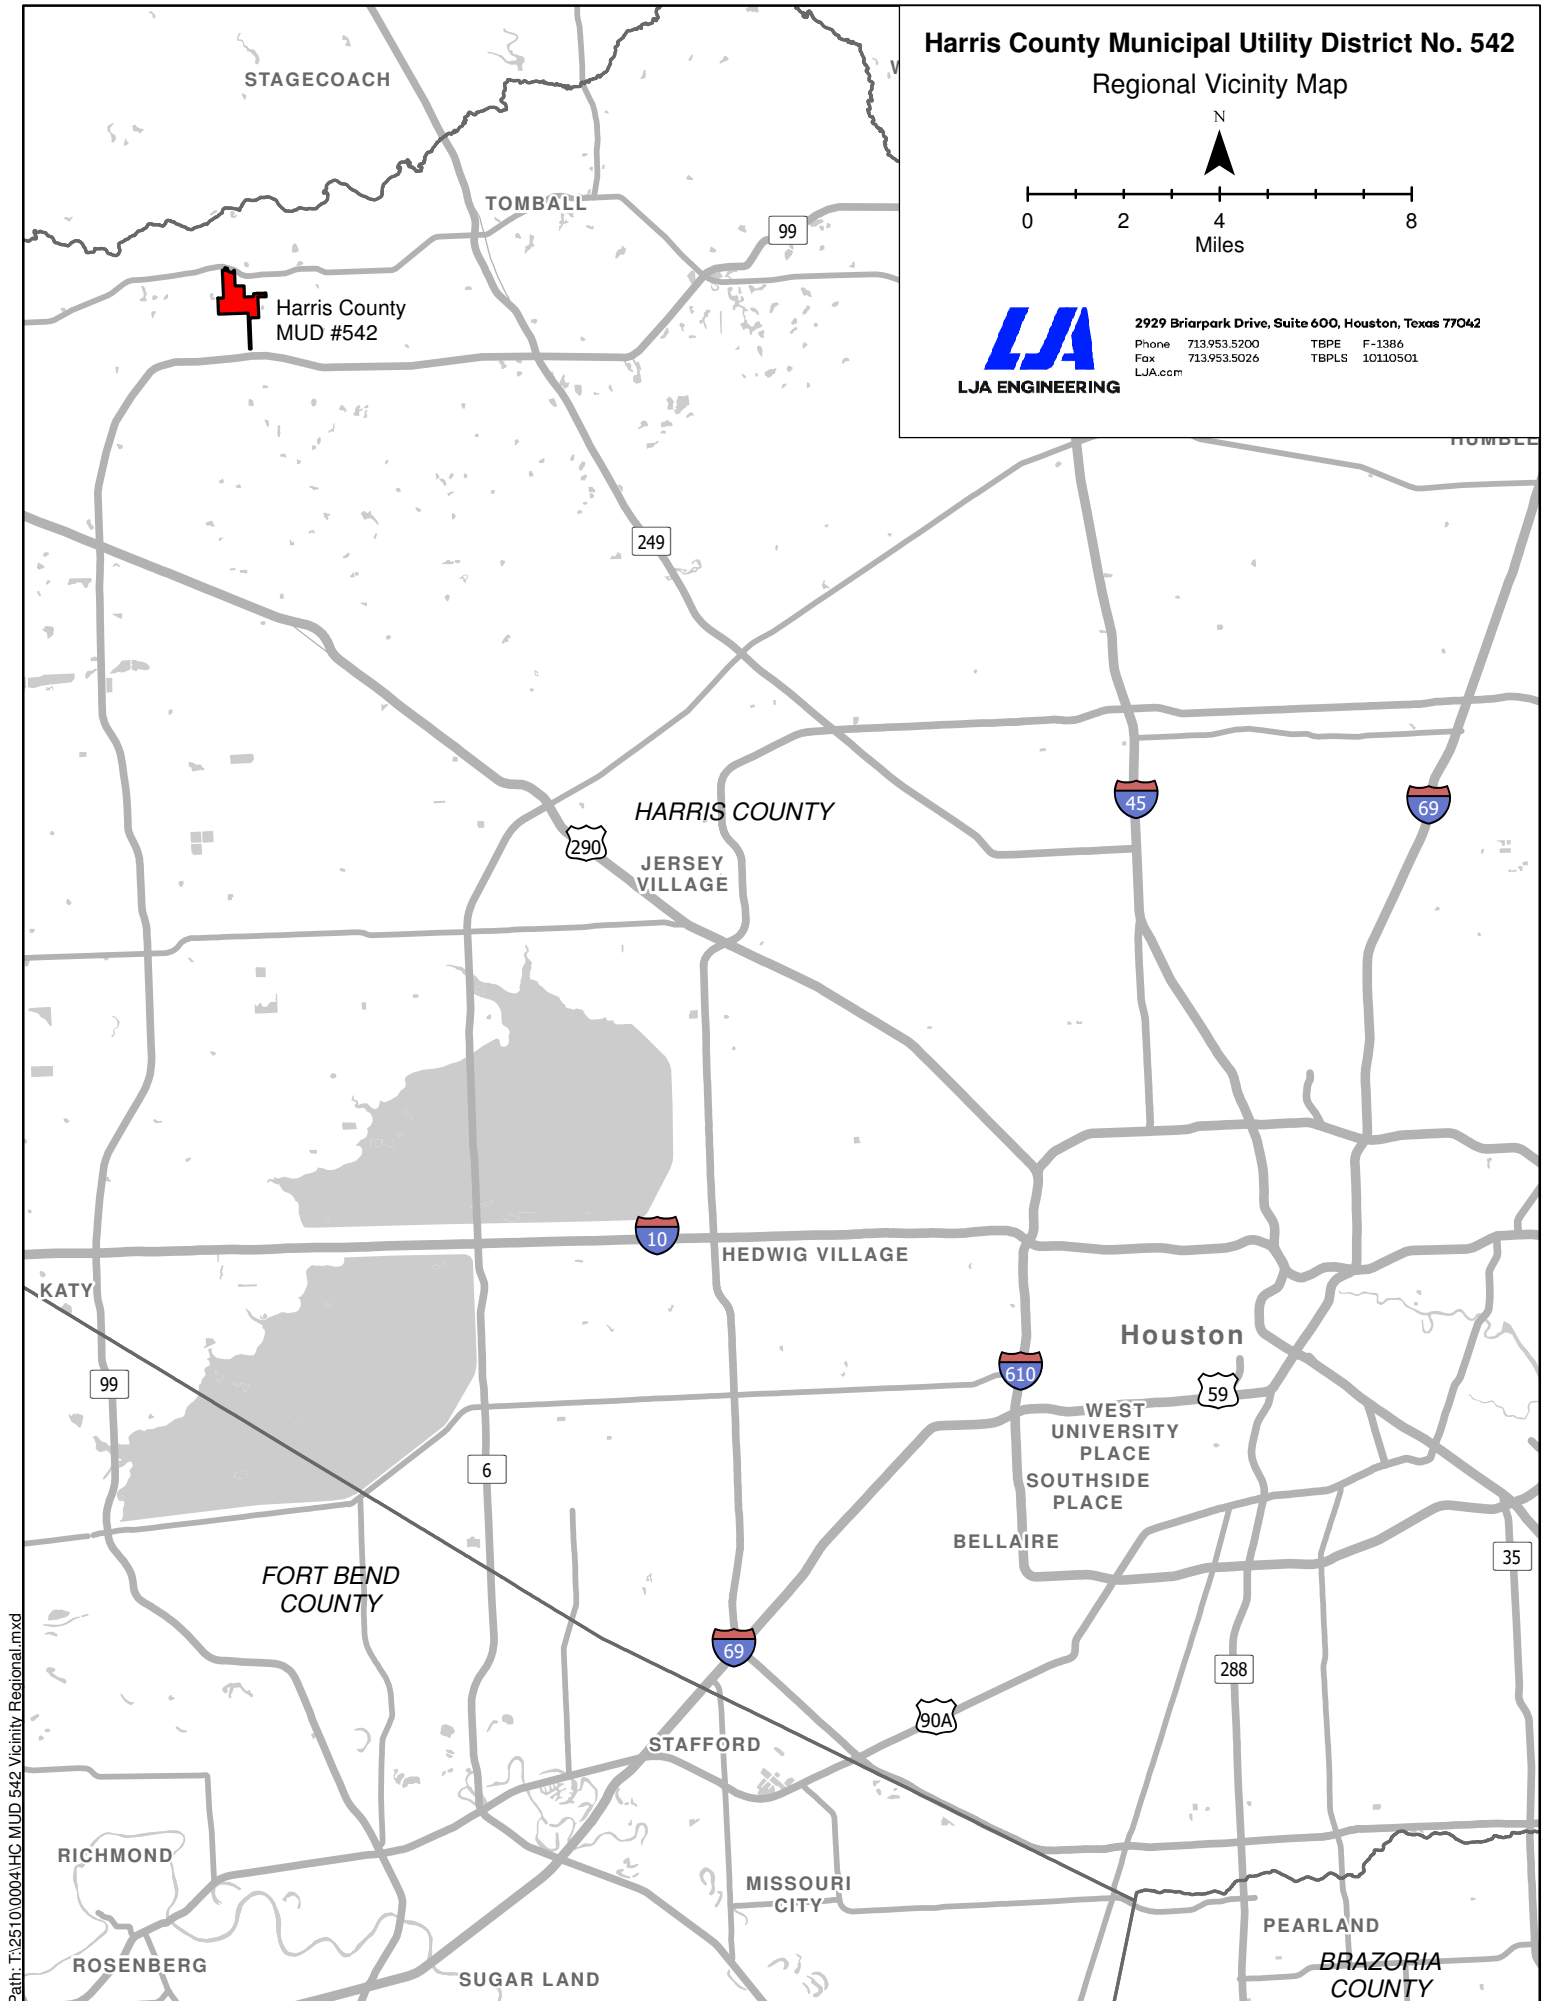 Harris County Municipal Utility District No. 542
Regional Vicinity Map
N
0 2 4 8
Miles
LJA
LJA ENGINEERING
2929 Briarpark Drive, Suite 600, Houston, Texas 77042
Phone 713.953.5200 TBPE F-1386
Fax 713.953.5026 TBPLS 10110501
LJA.com
STAGECOACH
TOMBALL
99
Harris County
MUD #542
HUMBLE
249
45
69
HARRIS COUNTY
290
JERSEY
VILLAGE
10
HEDWIG VILLAGE
KATY
Houston
99
610
59
WEST
UNIVERSITY
PLACE
6
SOUTHSIDE
PLACE
BELLAIRE
35
FORT BEND
COUNTY
69
288
90A
STAFFORD
RICHMOND
MISSOURI
CITY
PEARLAND
ROSENBERG
SUGAR LAND
BRAZORIA
COUNTY
Path: T:\2510\0004\HC MUD 542 Vicinity Regional.mxd